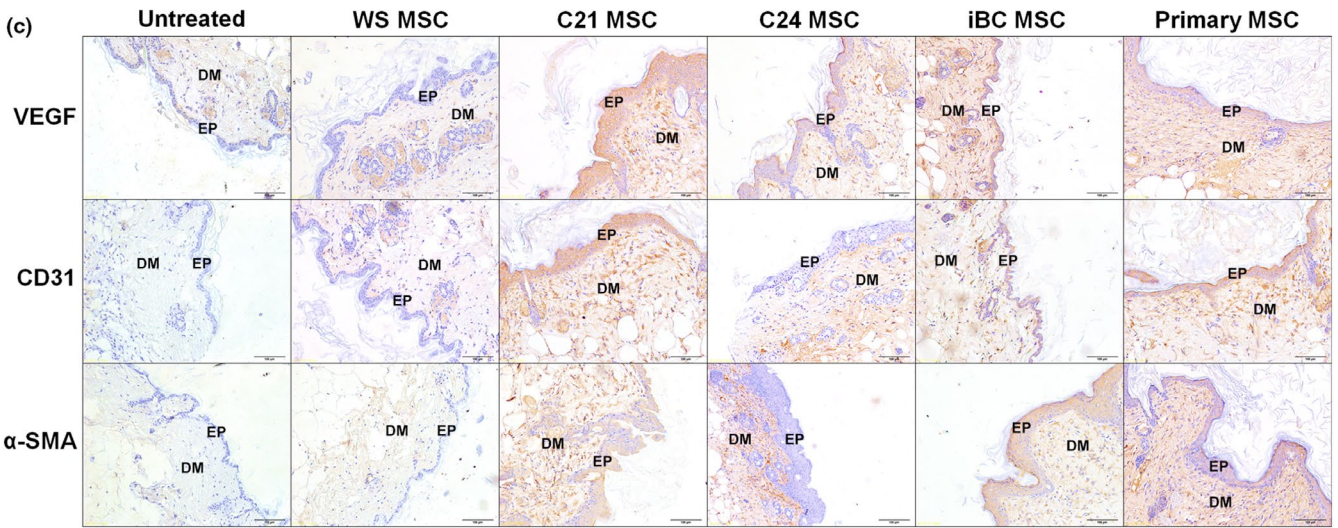 (c)
Untreated WS MSC C21 MSC C24 MSC iBC MSC Primary MSC
VEGF
DM EP EP DM EP DM EP DM DM EP EP DM
CD31
DM EP DM EP EP DM EP DM DM EP EP DM
α-SMA
EP DM DM EP DM EP DM EP EP DM EP DM